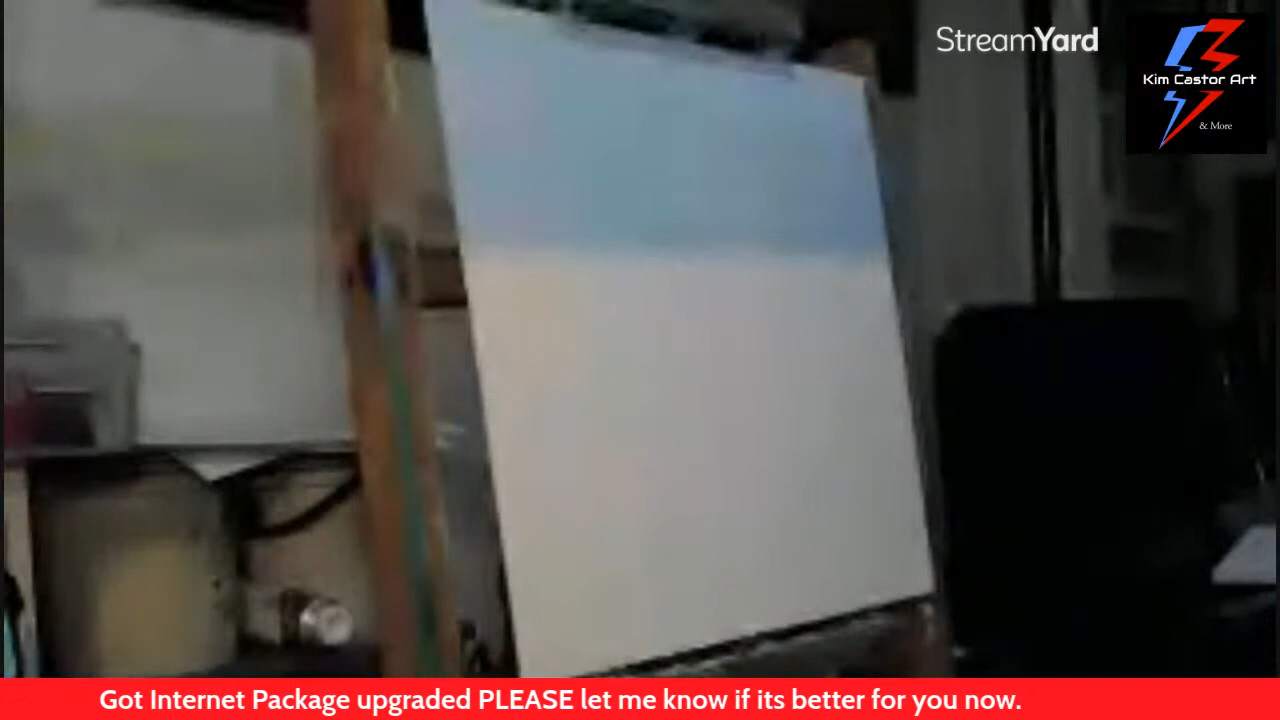 StreamYard
Kim Castor Art
& More
Got Internet Package upgraded PLEASE let me know if its better for you now.